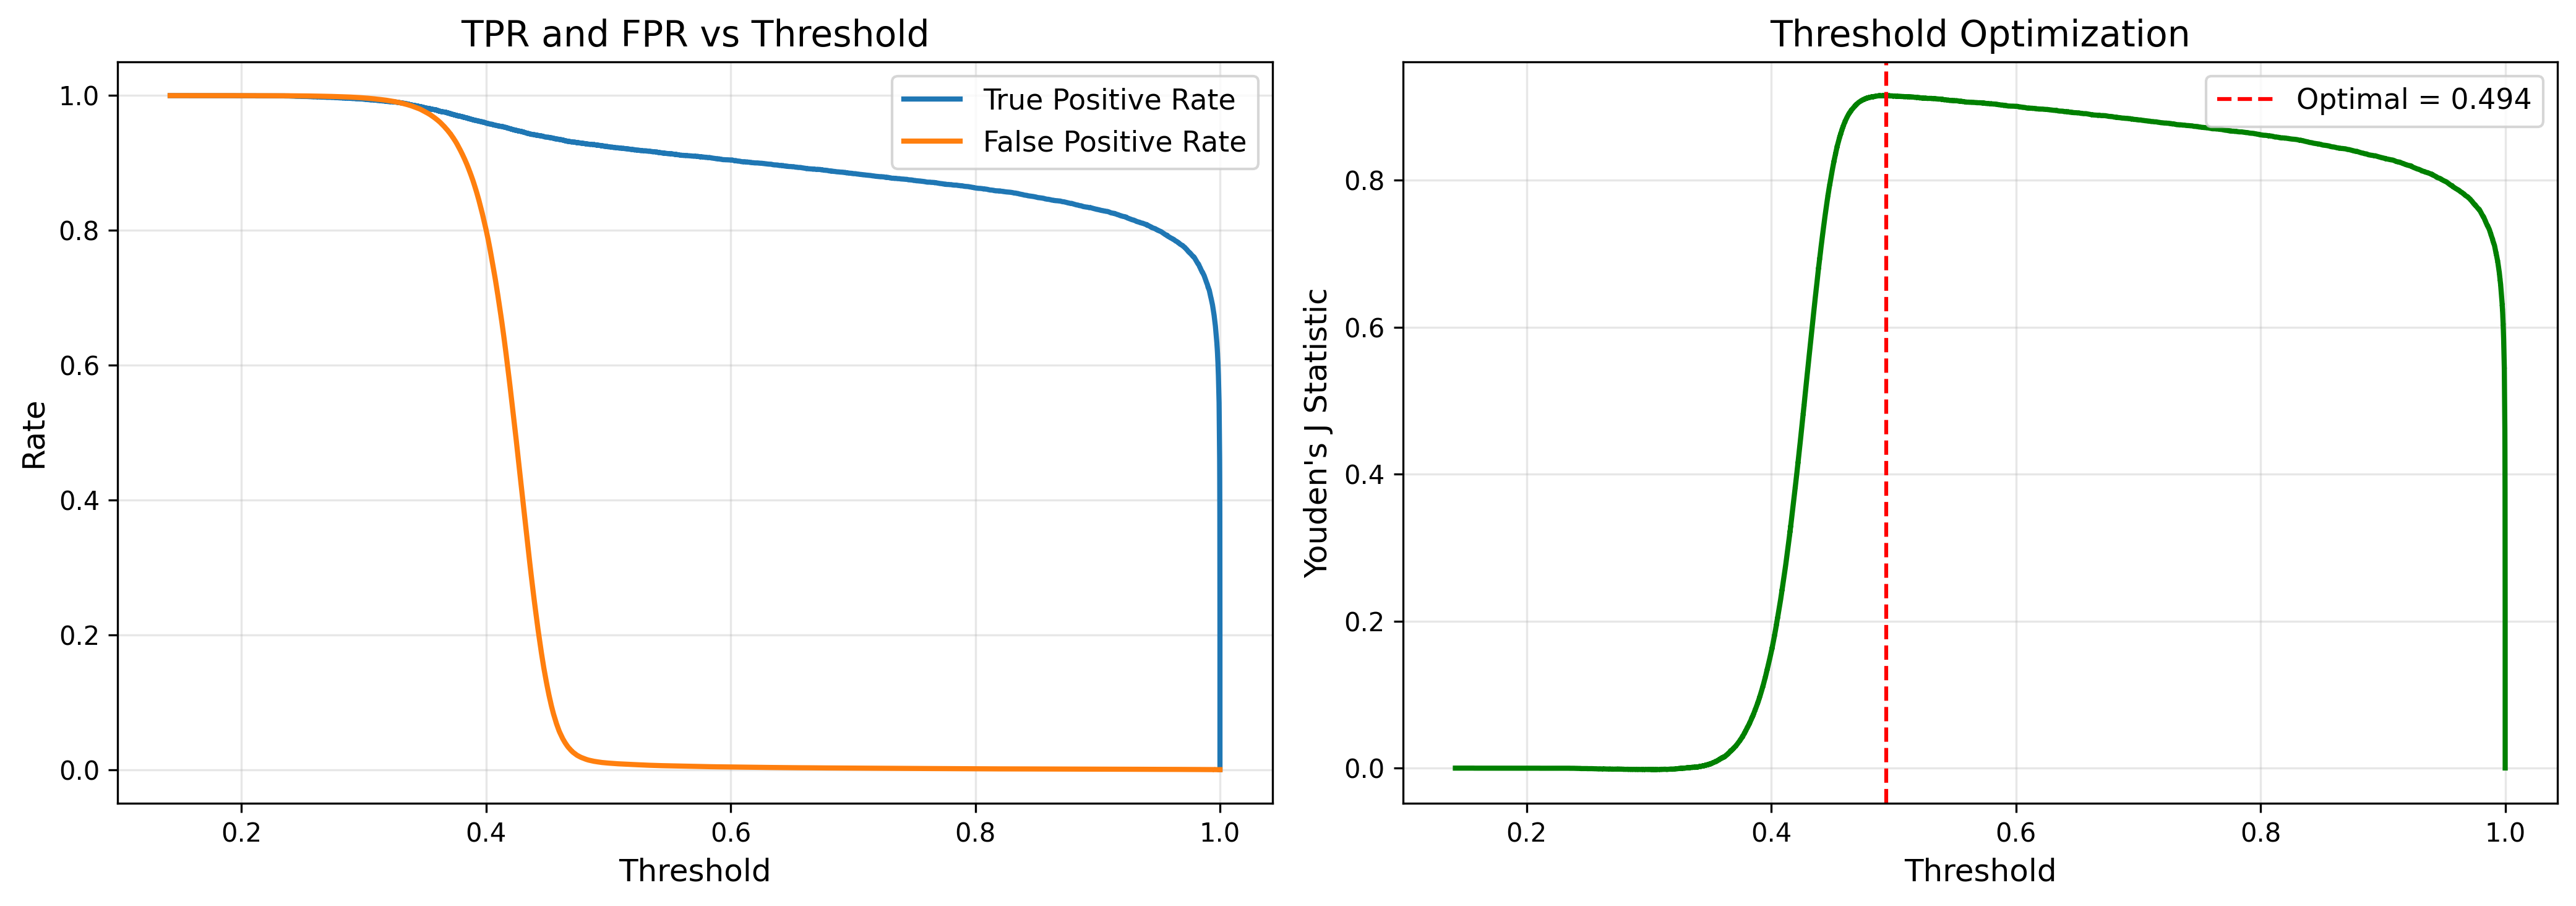 TPR and FPR vs Threshold
True Positive Rate
False Positive Rate
1.0
0.8
0.6
0.4
0.2
0.0
Rate
0.2 0.4 0.6 0.8 1.0
Threshold
Threshold Optimization
Optimal = 0.494
0.8
0.6
0.4
0.2
0.0
Youden's J Statistic
0.2 0.4 0.6 0.8 1.0
Threshold